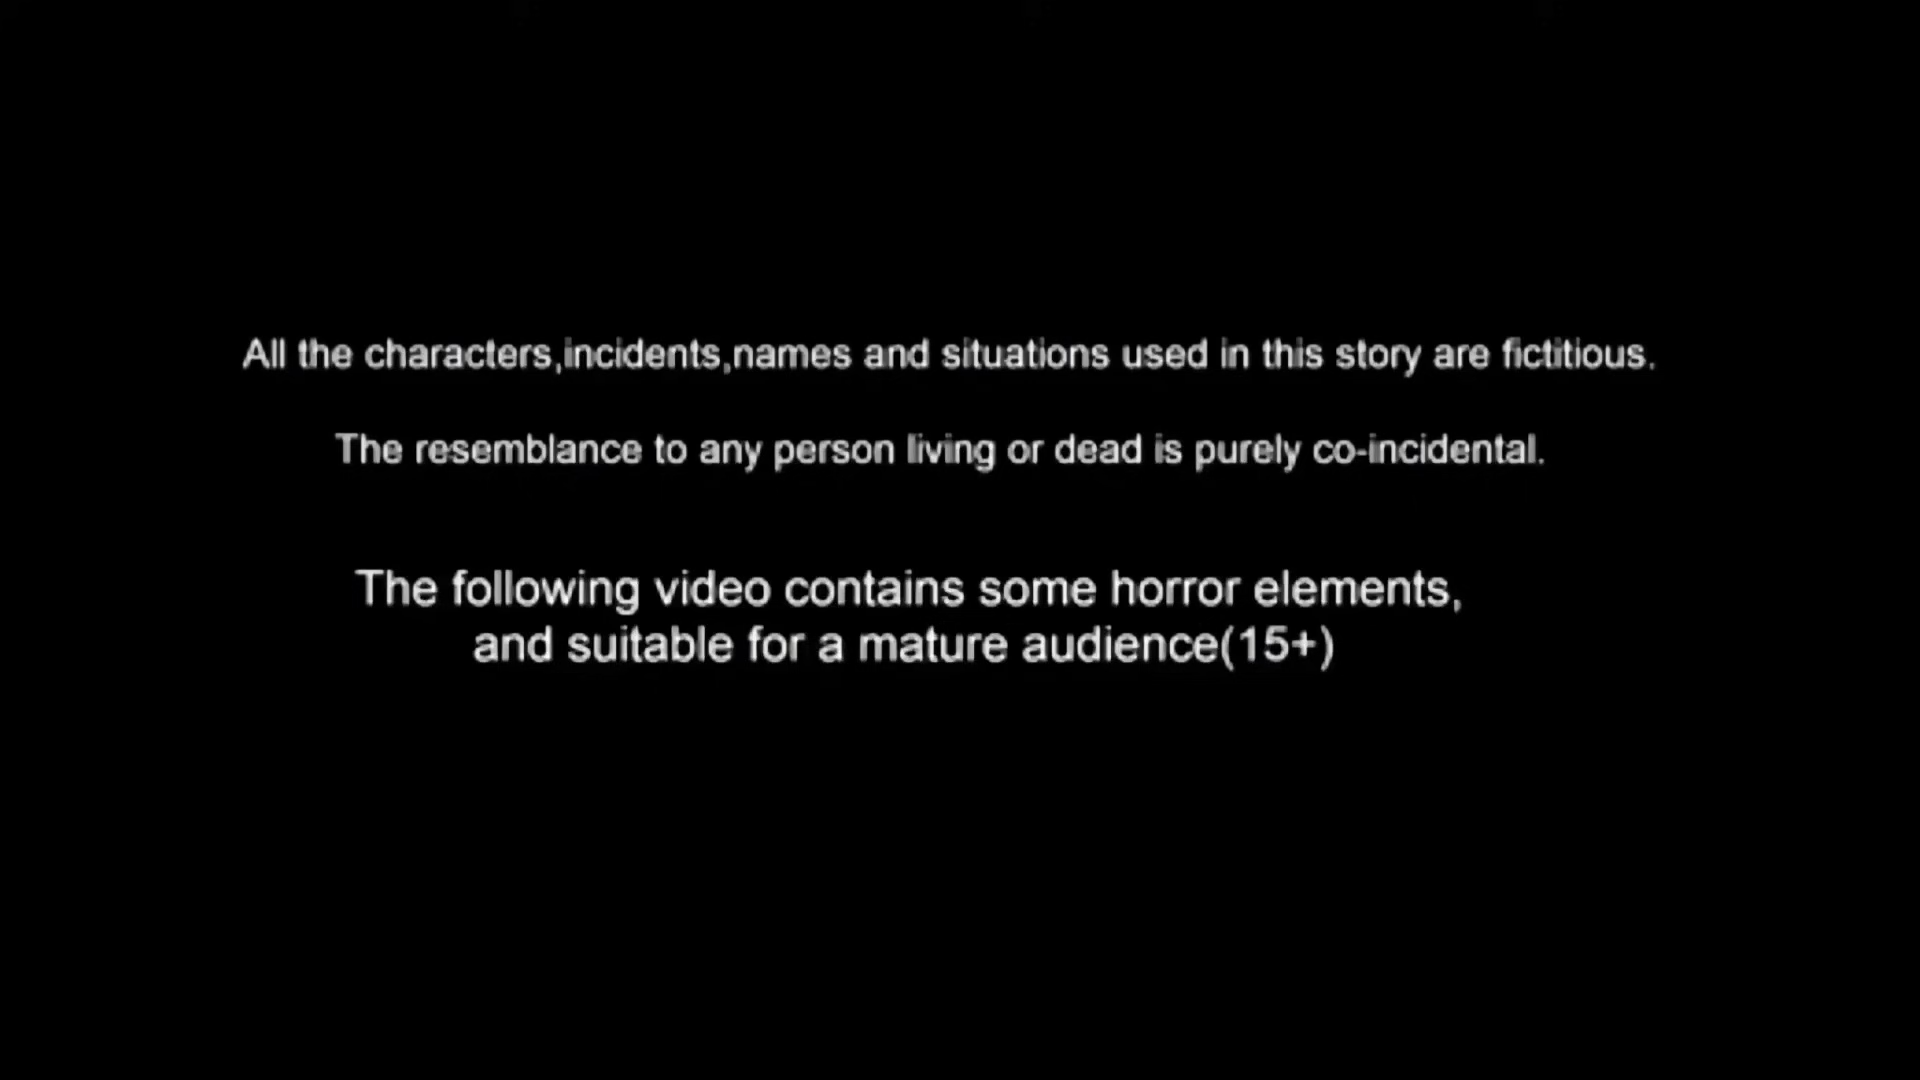 All the characters,incidents,names and situations used in this story are fictitious.
The resemblance to any person living or dead is purely co-incidental.
The following video contains some horror elements,
and suitable for a mature audience(15+)